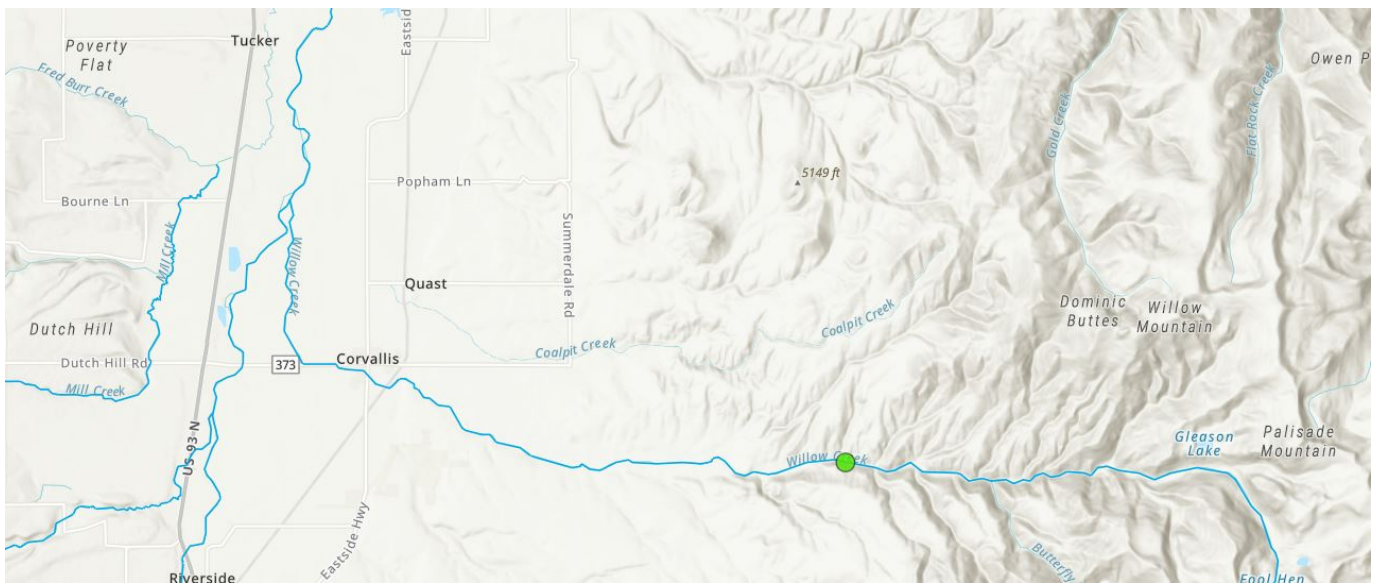 Poverty
Flat
Tucker
Eastsid
Owen P
Fred Burr Creek
Gold Creek
Flat Rock Creek
5149 ft
Popham Ln
Bourne Ln
Mill Creek
Willow Creek
Summerdale Rd
Quast
Dutch Hill
Dominic
Buttes
Willow
Mountain
Coalpit Creek
Coalpit Creek
Dutch Hill Rd
373
Corvallis
Mill Creek
US 93 N
Gleason
Lake
Palisade
Mountain
Willow Creek
Eastside Hwy
Butterfly
Riverside
Fool Hen